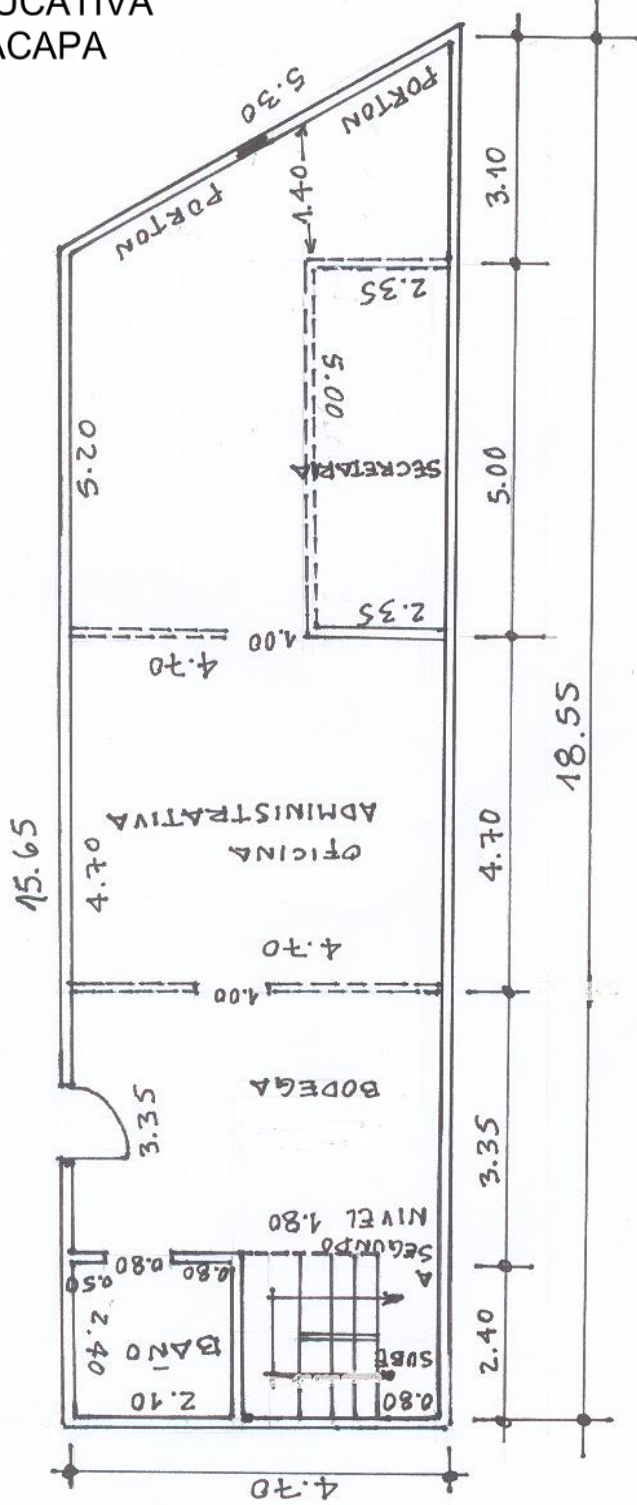 UCATIVA
ACAPA
5.30
PORTON
PORTON
1.40
3.10
2.35
5.00
5.20
SECRETARIA
5.00
2.35
1.00
4.70
18.55
15.65
4.70
OFICINA
ADMINISTRATIVA
4.70
4.70
1.00
BODEGA
3.35
3.35
A
SEGUNDO
NIVEL 1.80
0.50
0.80
0.80
2.40
BAÑO
SUBE
2.40
2.10
0.80
4.70